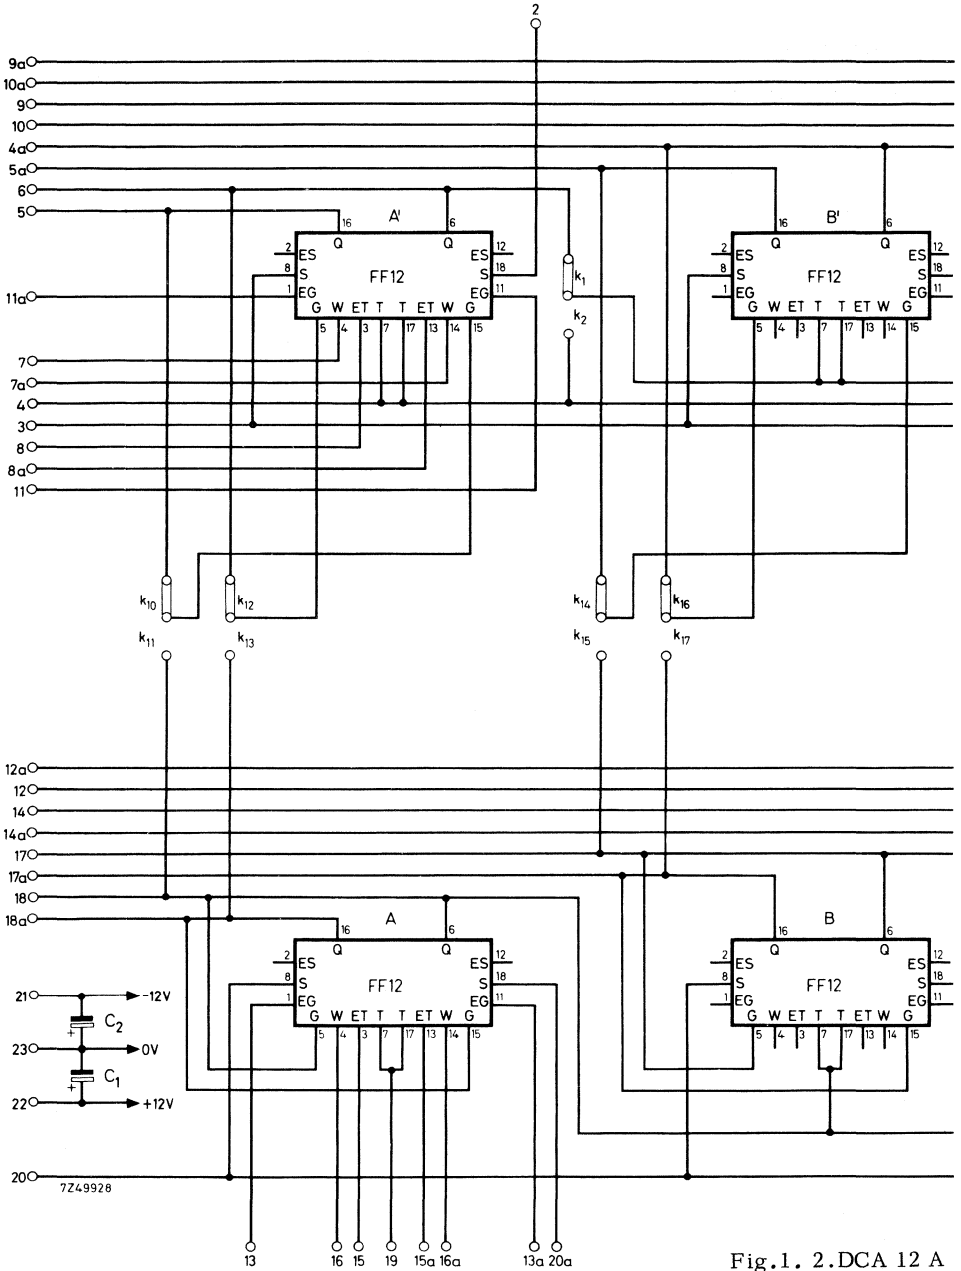 2
9a
10a
9
10
4a
5a
6
5
A' B'
16 6 16 6
Q Q Q Q
2 ES ES 12 2 ES ES 12
8 S FF12 S 18 8 S FF12 S 18
1 EG EG 11 1 EG EG 11
G W ET T T ET W G G W ET T T ET W G
5 4 3 7 17 13 14 15 5 4 3 7 17 13 14 15
k1
k2
11a
7
7a
4
3
8
8a
11
k10 k12 k14 k16
k11 k13 k15 k17
12a
12
14
14a
17
17a
18
18a
A B
16 6 16 6
Q Q Q Q
2 ES ES 12 2 ES ES 12
8 S FF12 S 18 8 S FF12 S 18
1 EG EG 11 1 EG EG 11
G W ET T T ET W G G W ET T T ET W G
5 4 3 7 17 13 14 15 5 4 3 7 17 13 14 15
21 -12V
+ C2
23 0V
+ C1
22 +12V
20
7Z49928
13 16 15 19 15a 16a 13a 20a
Fig.1. 2.DCA 12 A